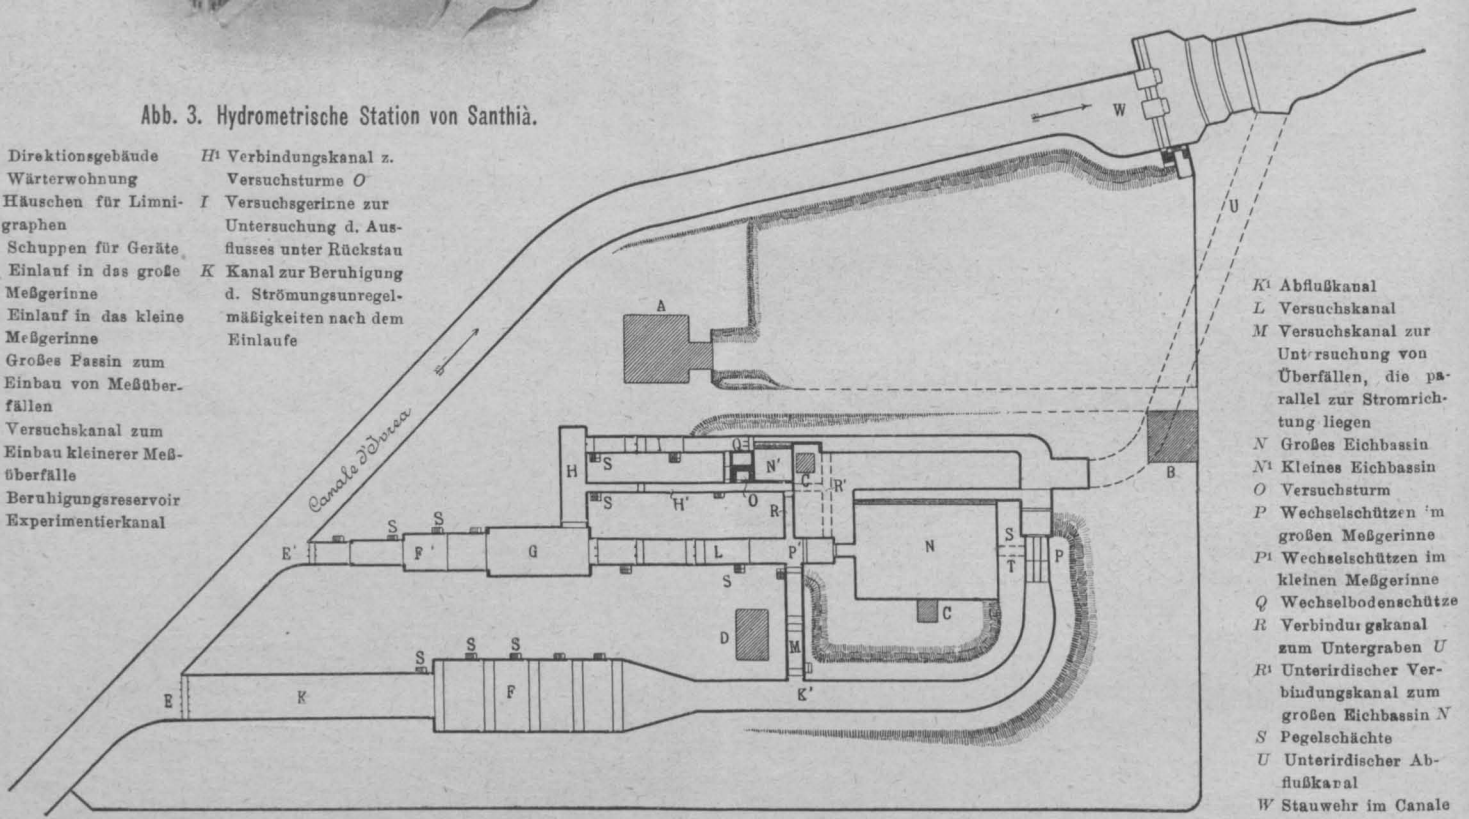 Abb. 3. Hydrometrische Station von Santhià.
Direktionsgebäude
Wärterwohnung
Häuschen für Limni-
graphen
Schuppen für Geräte
Einlauf in das große
Meßgerinne
Einlauf in das kleine
Meßgerinne
Großes Passin zum
Einbau von Meßüber-
fällen
Versuchskanal zum
Einbau kleinerer Meß-
überfälle
Beruhigungsreservoir
Experimentierkanal
H¹ Verbindungskanal z.
Versuchsturme O
I Versuchsgerinne zur
Untersuchung d. Aus-
flusses unter Rückstau
K Kanal zur Beruhigung
d. Strömungsunregel-
mäßigkeiten nach dem
Einlaufe
K¹ Abflußkanal
L Versuchskanal
M Versuchskanal zur
Untersuchung von
Überfällen, die pa-
rallel zur Stromrich-
tung liegen
N Großes Eichbassin
N¹ Kleines Eichbassin
O Versuchsturm
P Wechselschützen im
großen Meßgerinne
P¹ Wechselschützen im
kleinen Meßgerinne
Q Wechselbodenschütze
R Verbindungskanal
zum Untergraben U
R¹ Unterirdischer Ver-
bindungskanal zum
großen Eichbassin N
S Pegelschächte
U Unterirdischer Ab-
flußkanal
W Stauwehr im Canale
Canale d'Ivrea
W
U
A
B
H
S
Q
N'
C
R'
S
H'
O
R
E'
S
F'
S
G
L
P'
S
N
S
T
P
C
D
M
S
S
S
E
K
F
K'